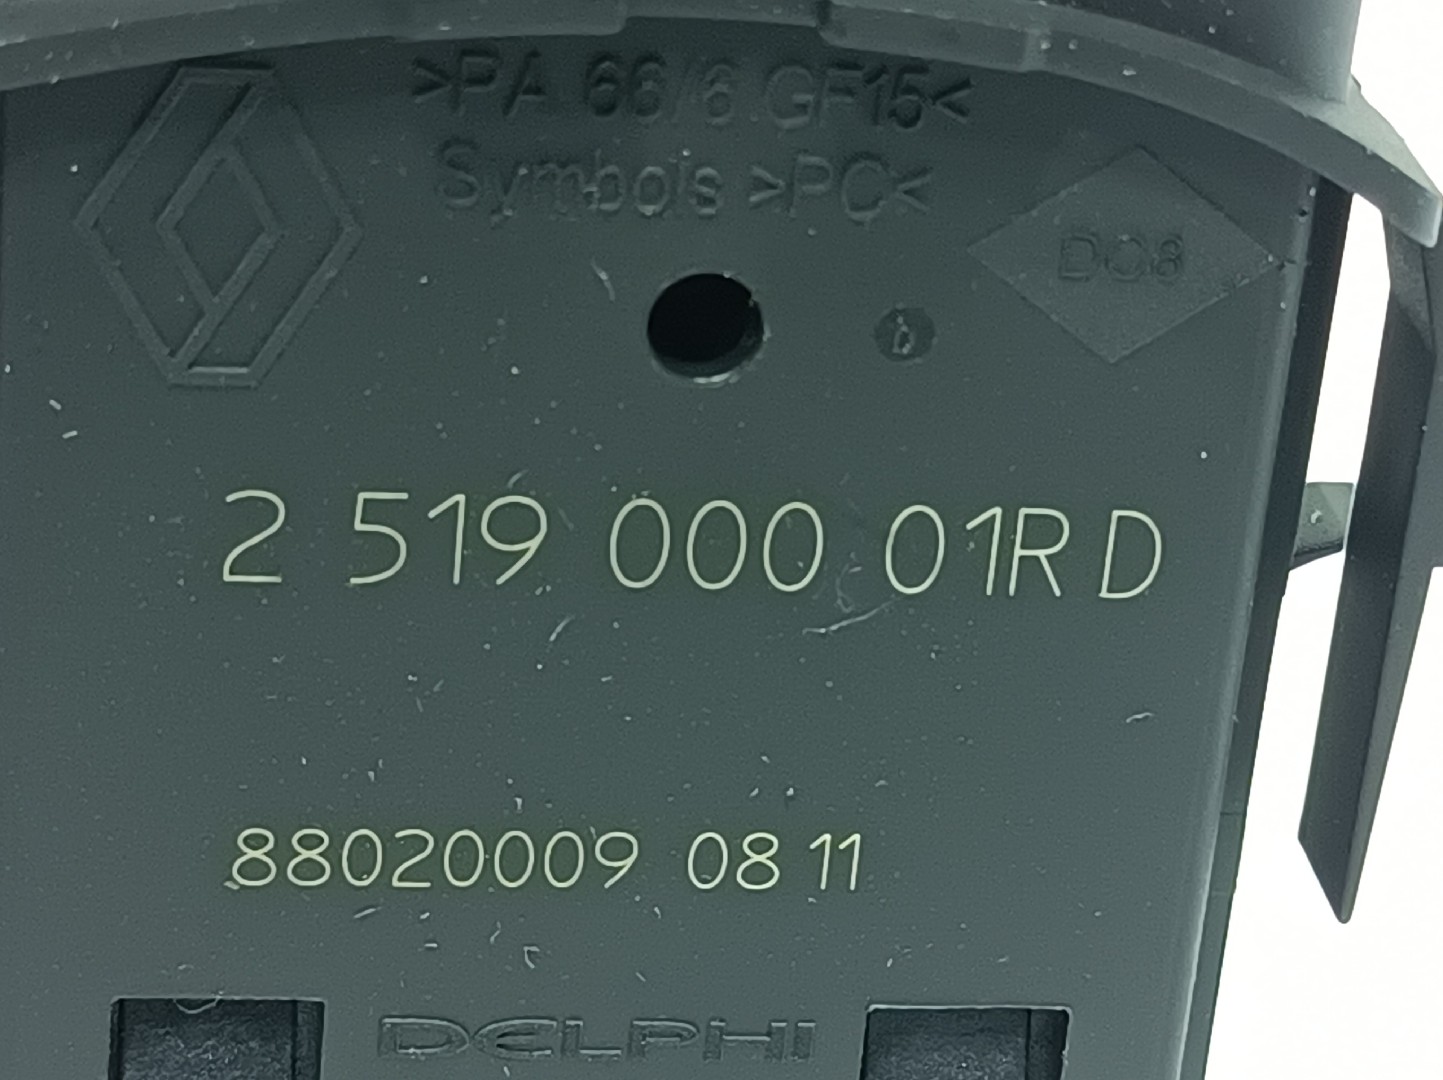 >PA 66/6 GF15<
Symbols >PC<
DC8
2 519 000 01R D
88020009 08 11
DELPHI